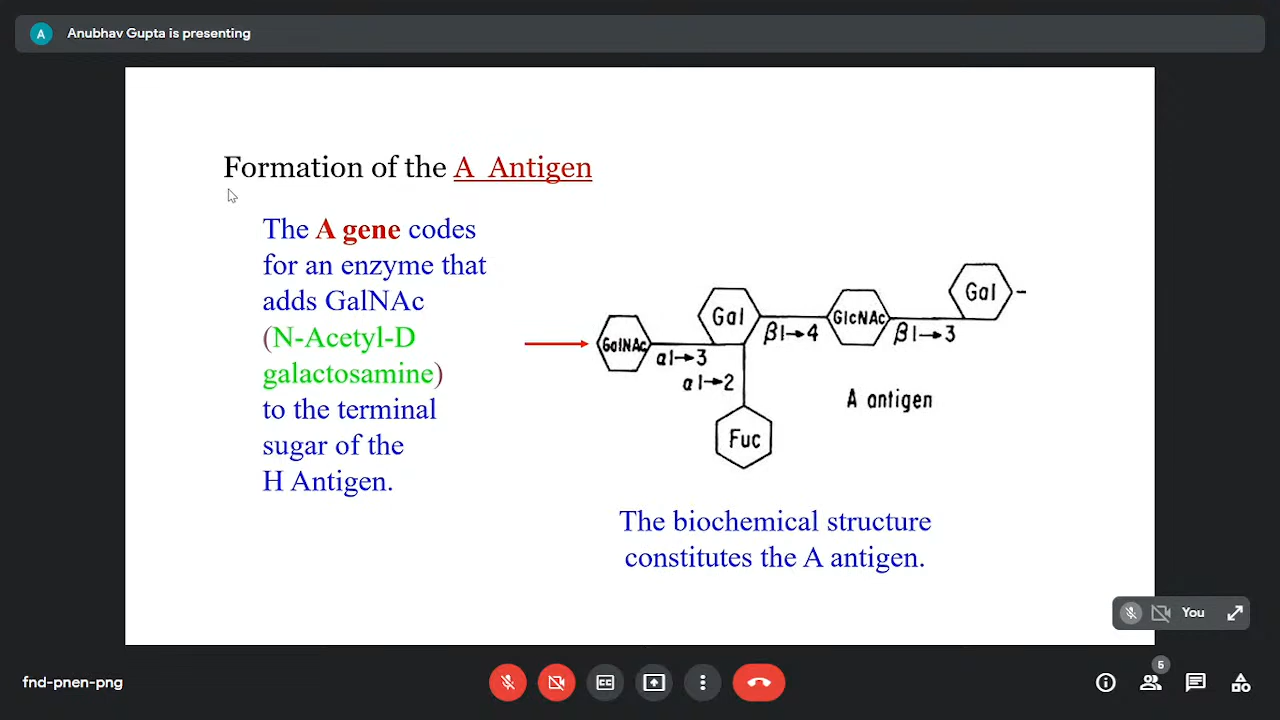 A
Anubhav Gupta is presenting
Formation of the A Antigen
The A gene codes
for an enzyme that
adds GalNAc
(N-Acetyl-D
galactosamine)
to the terminal
sugar of the
H Antigen.
GalNAc
α1→3
Gal
α1→2
Fuc
β1→4
GlcNAc
β1→3
Gal
A antigen
The biochemical structure
constitutes the A antigen.
You
fnd-pnen-png
CC
5